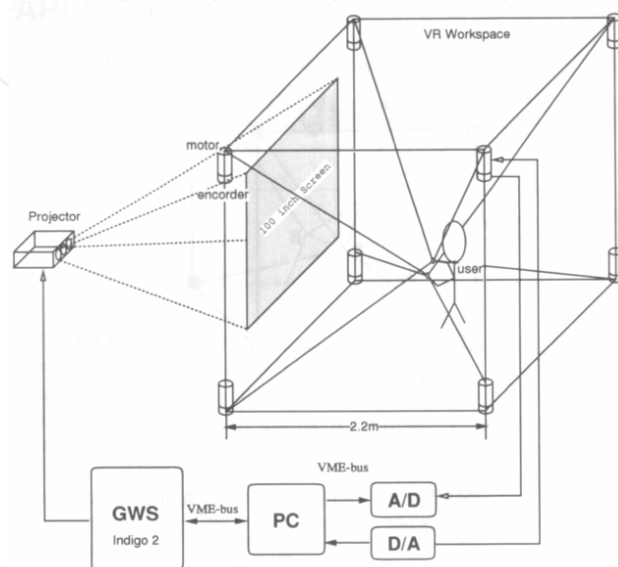 VR Workspace
motor
encorder
100 inch Screen
Projector
user
2.2m
VME-bus
GWS
Indigo 2
VME-bus
PC
A/D
D/A